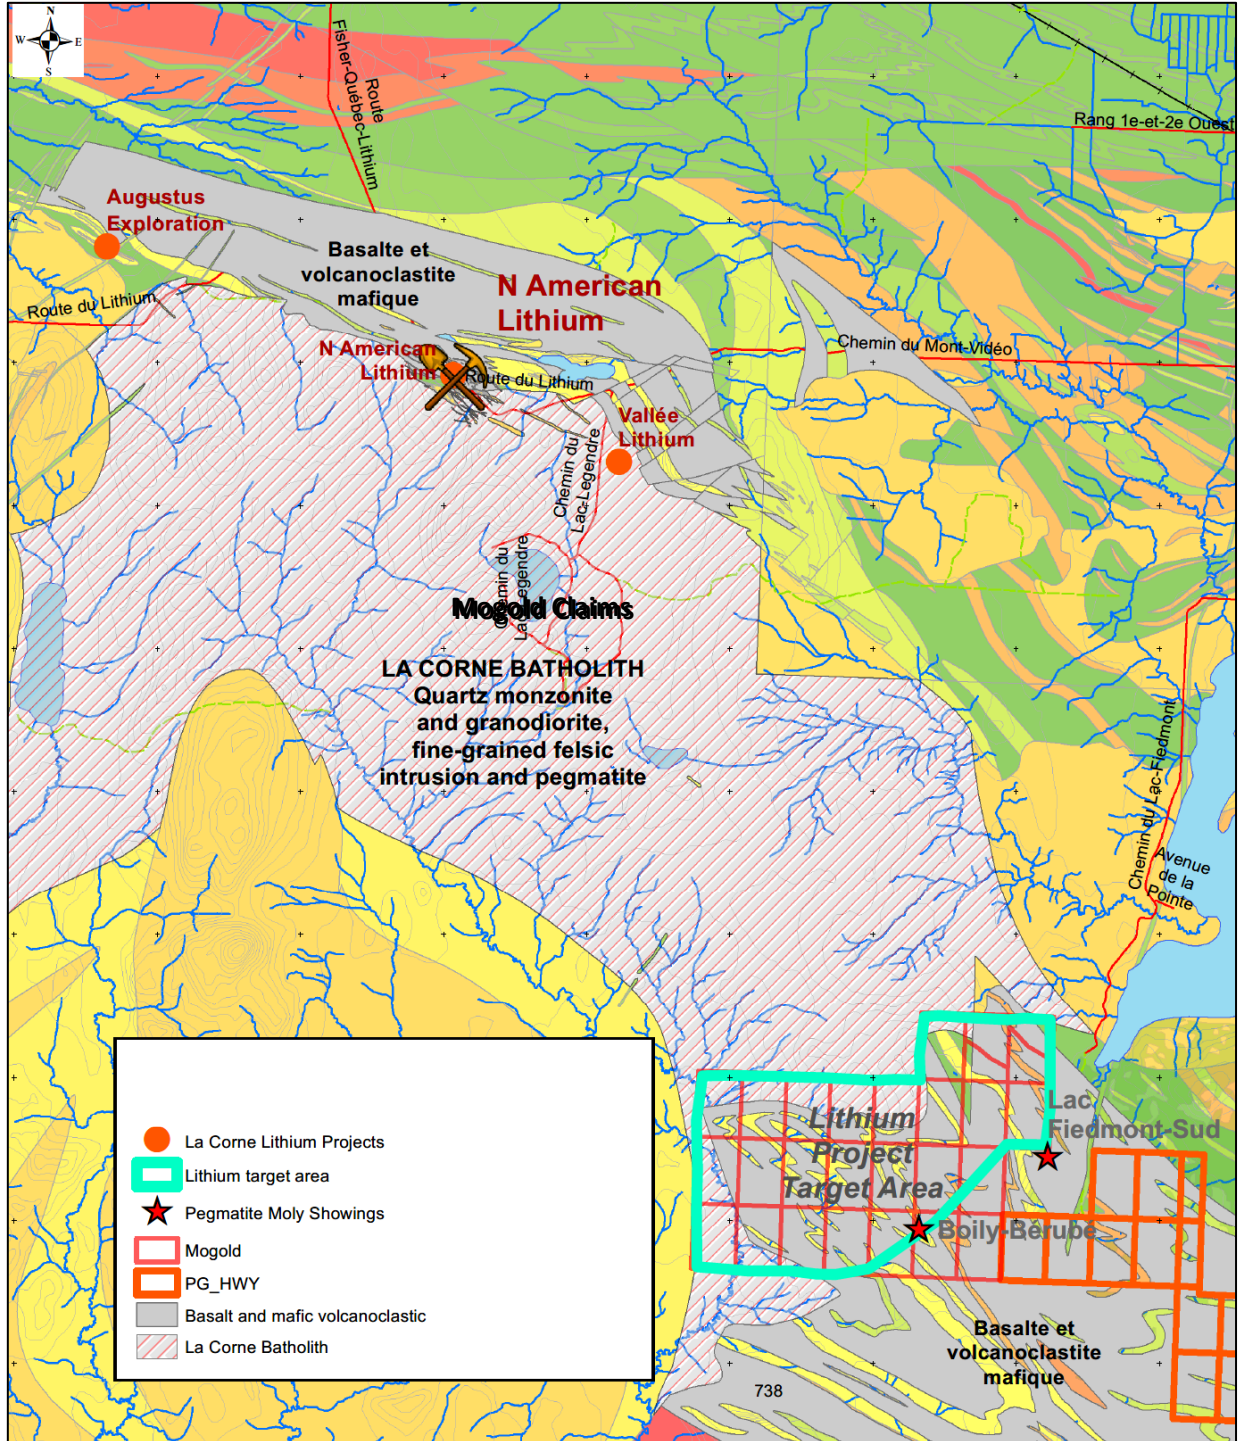 N
W E
S
Route
Fisher-Québec-Lithium
Rang 1e-et-2e Ouest
Augustus
Exploration
Basalte et
volcanoclastite
mafique
N American
Lithium
Route du Lithium
Chemin du Mont-Vidéo
N American
Lithium
Route du Lithium
Vallée
Lithium
Chemin du
Lac-Legendre
Chemin du
Lac-Legendre
Mogold Claims
LA CORNE BATHOLITH
Quartz monzonite
and granodiorite,
fine-grained felsic
intrusion and pegmatite
Chemin du Lac-Fiedmont
Avenue
de la
Pointe
Lac
Fiedmont-Sud
Lithium
Project
Target Area
Boily-Bérubé
La Corne Lithium Projects
Lithium target area
Pegmatite Moly Showings
Mogold
PG_HWY
Basalt and mafic volcanoclastic
La Corne Batholith
Basalte et
volcanoclastite
mafique
738